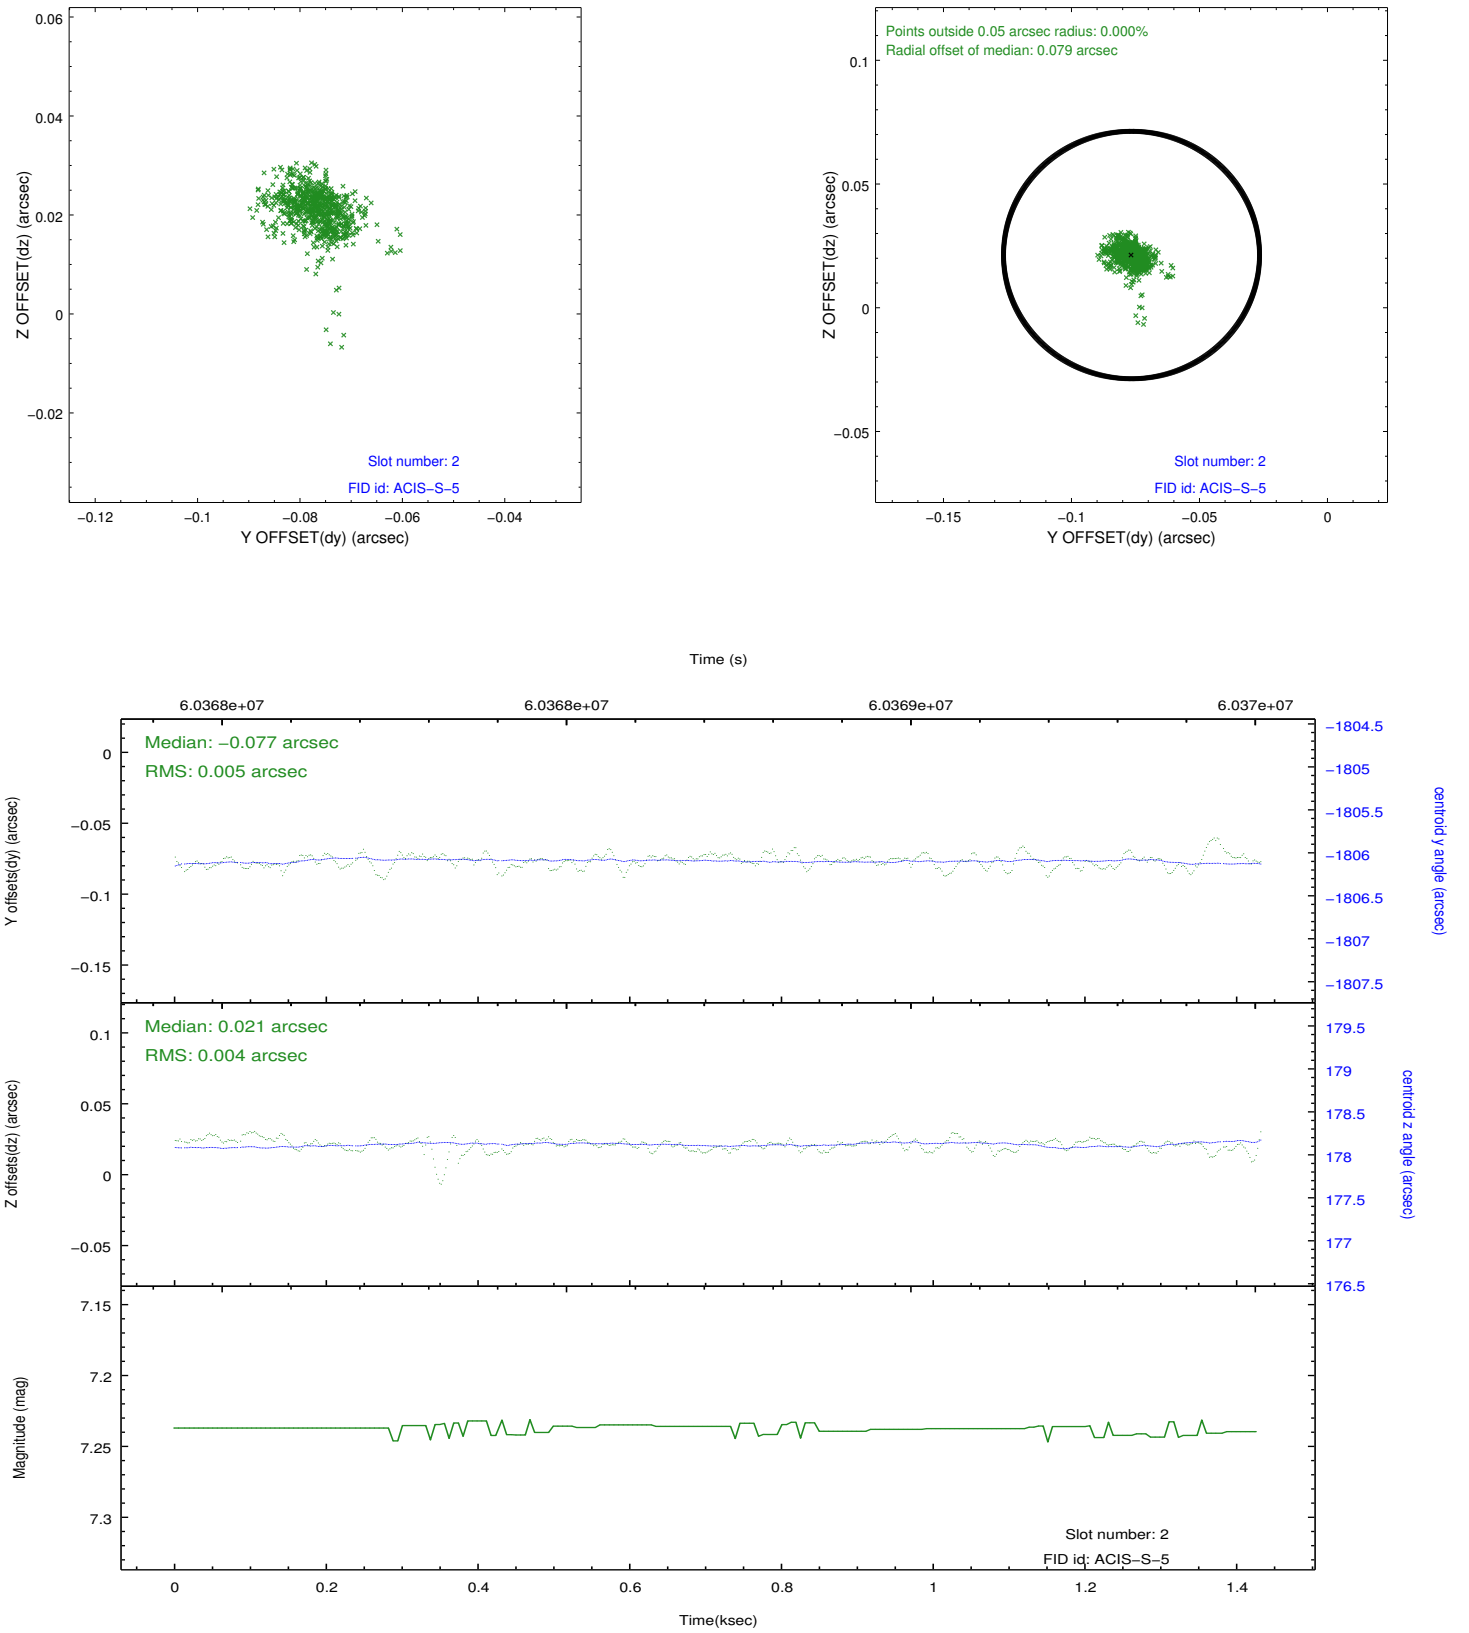 0.06
0.04
0.02
0
−0.02
Z OFFSET(dz) (arcsec)
Slot number: 2
FID id: ACIS−S−5
−0.12 −0.1 −0.08 −0.06 −0.04
Y OFFSET(dy) (arcsec)
Points outside 0.05 arcsec radius: 0.000%
Radial offset of median: 0.079 arcsec
0.1
0.05
0
−0.05
Z OFFSET(dz) (arcsec)
Slot number: 2
FID id: ACIS−S−5
−0.15 −0.1 −0.05 0
Y OFFSET(dy) (arcsec)
Time (s)
6.0368e+07 6.0368e+07 6.0369e+07 6.037e+07
Median: −0.077 arcsec
RMS: 0.005 arcsec
0
−0.05
−0.1
−0.15
Y offsets(dy) (arcsec)
−1804.5
−1805
−1805.5
−1806
−1806.5
−1807
−1807.5
centroid y angle (arcsec)
Median: 0.021 arcsec
RMS: 0.004 arcsec
0.1
0.05
0
−0.05
Z offsets(dz) (arcsec)
179.5
179
178.5
178
177.5
177
176.5
centroid z angle (arcsec)
7.15
7.2
7.25
7.3
Magnitude (mag)
Slot number: 2
FID id: ACIS−S−5
0 0.2 0.4 0.6 0.8 1 1.2 1.4
Time(ksec)